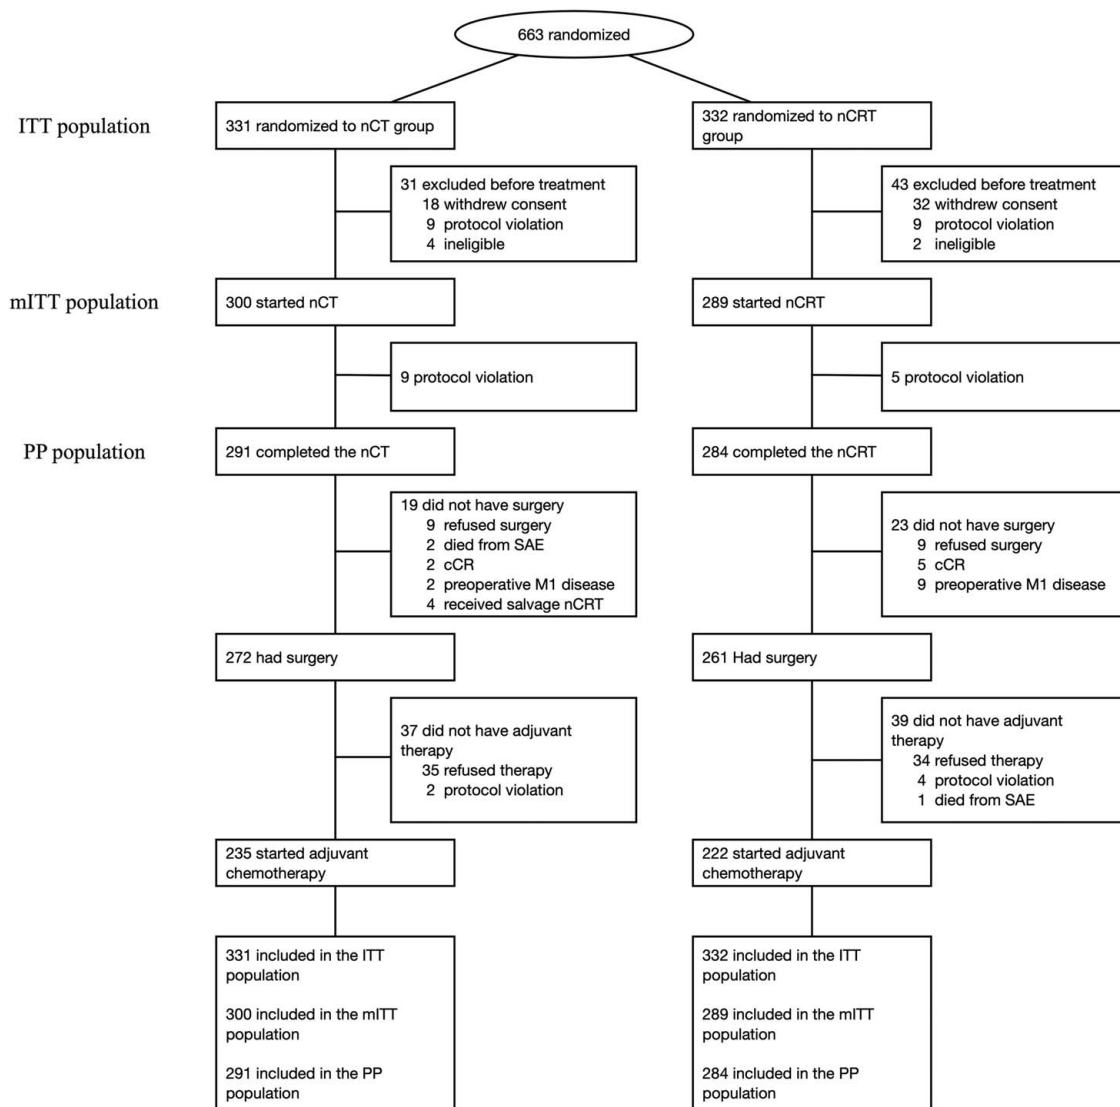 663 randomized
ITT population
331 randomized to nCT group
332 randomized to nCRT
group
31 excluded before treatment
18 withdrew consent
9 protocol violation
4 ineligible
43 excluded before treatment
32 withdrew consent
9 protocol violation
2 ineligible
mITT population
300 started nCT
289 started nCRT
9 protocol violation
5 protocol violation
PP population
291 completed the nCT
284 completed the nCRT
19 did not have surgery
9 refused surgery
2 died from SAE
2 cCR
2 preoperative M1 disease
4 received salvage nCRT
23 did not have surgery
9 refused surgery
5 cCR
9 preoperative M1 disease
272 had surgery
261 Had surgery
37 did not have adjuvant
therapy
35 refused therapy
2 protocol violation
39 did not have adjuvant
therapy
34 refused therapy
4 protocol violation
1 died from SAE
235 started adjuvant
chemotherapy
222 started adjuvant
chemotherapy
331 included in the ITT
population
300 included in the mITT
population
291 included in the PP
population
332 included in the ITT
population
289 included in the mITT
population
284 included in the PP
population